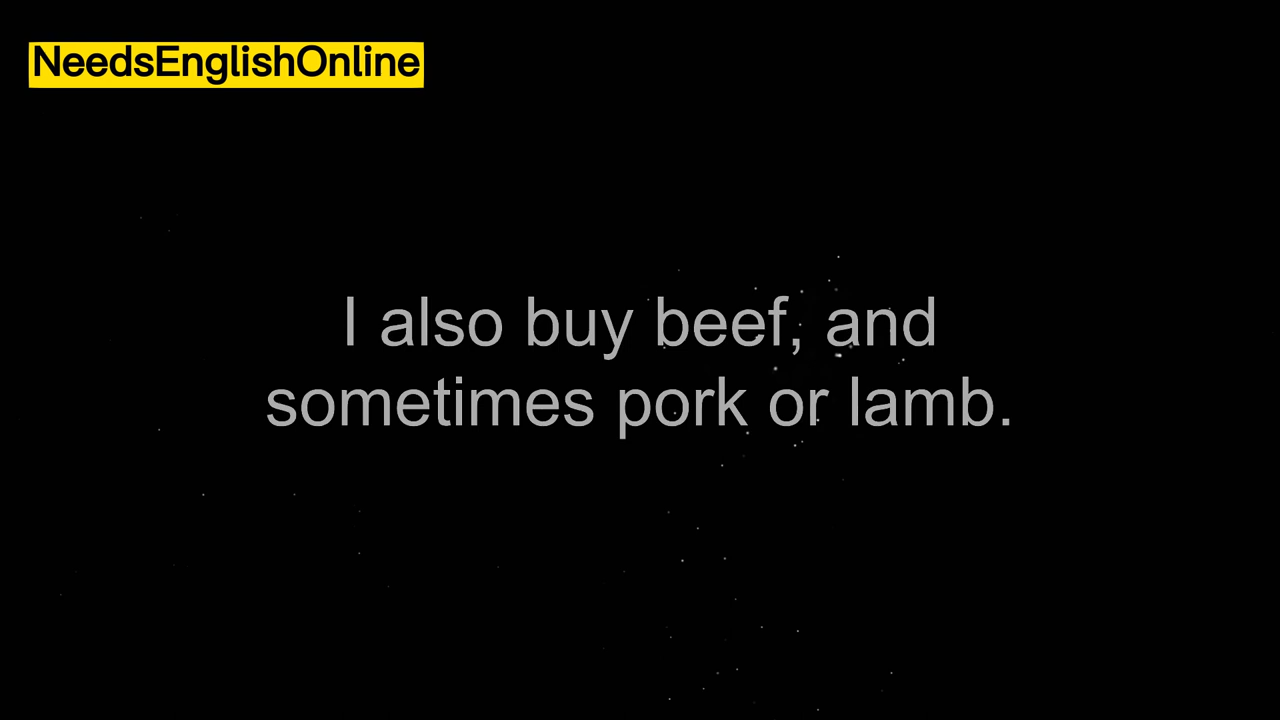 NeedsEnglishOnline
I also buy beef, and
sometimes pork or lamb.